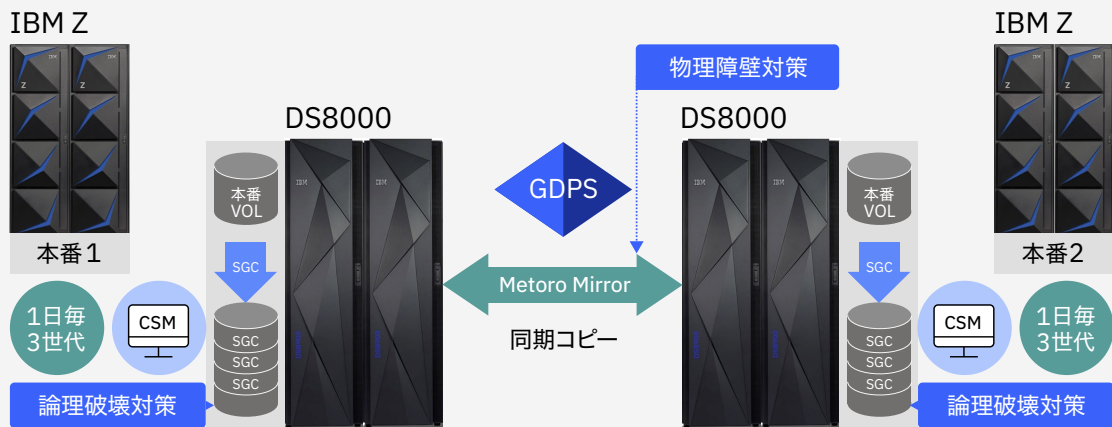 IBM Z
IBM Z
物理障壁対策
DS8000
DS8000
本番
VOL
GDPS
本番
VOL
本番1
本番2
SGC
SGC
Metoro Mirror
同期コピー
1日毎
3世代
CSM
SGC
SGC
SGC
SGC
SGC
SGC
CSM
1日毎
3世代
論理破壊対策
論理破壊対策